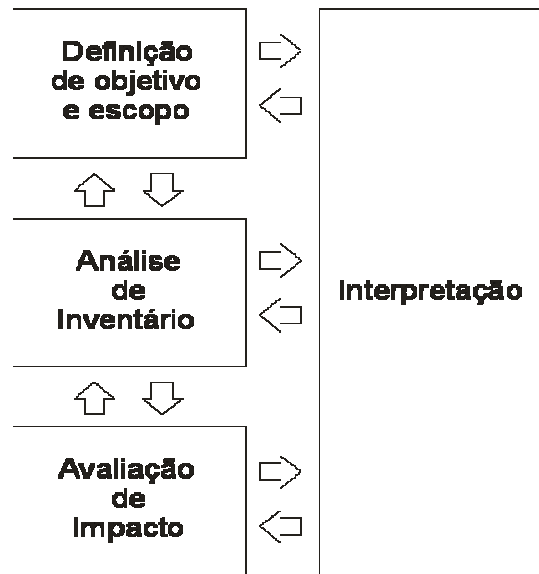 Definição
de objetivo
e escopo
Análise
de
Inventário
Interpretação
Avaliação
de
Impacto